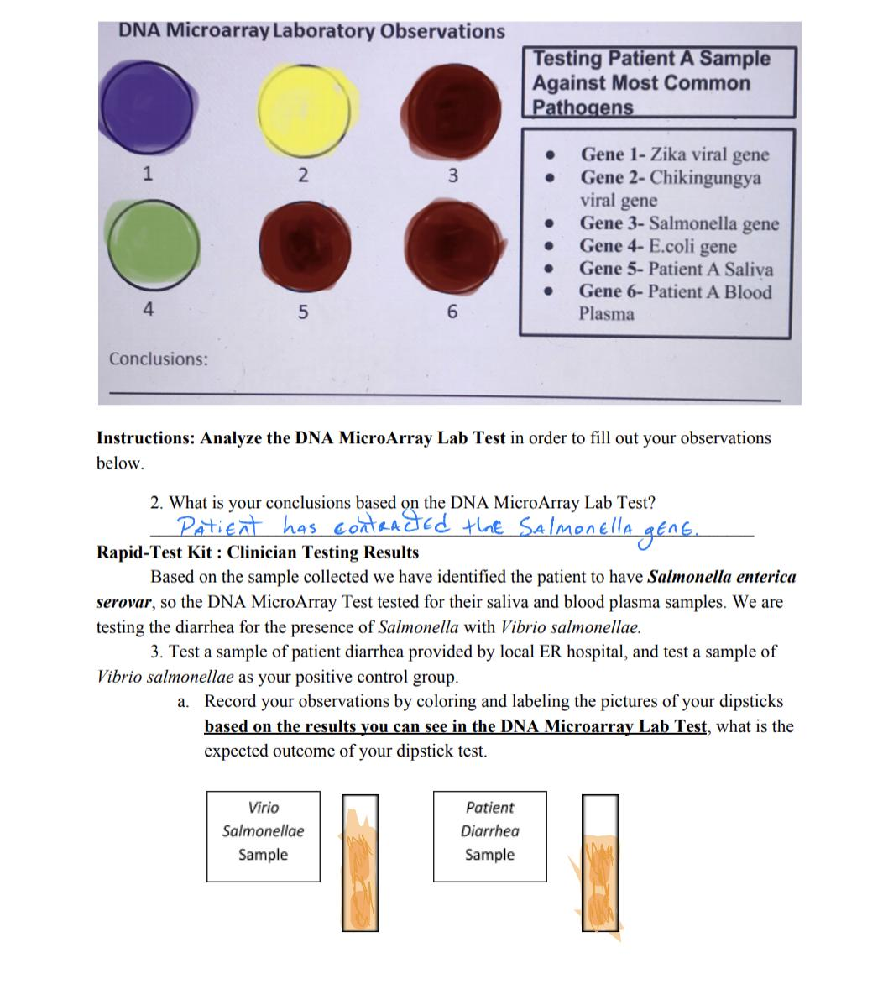 DNA Microarray Laboratory Observations
Testing Patient A Sample
Against Most Common
Pathogens
1
2
3
4
5
6
• Gene 1- Zika viral gene
• Gene 2- Chikingungya
viral gene
• Gene 3- Salmonella gene
• Gene 4- E.coli gene
• Gene 5- Patient A Saliva
• Gene 6- Patient A Blood
Plasma
Conclusions:
Instructions: Analyze the DNA MicroArray Lab Test in order to fill out your observations
below.
2. What is your conclusions based on the DNA MicroArray Lab Test?
Patient has contracted the Salmonella gene.
Rapid-Test Kit : Clinician Testing Results
Based on the sample collected we have identified the patient to have Salmonella enterica
serovar, so the DNA MicroArray Test tested for their saliva and blood plasma samples. We are
testing the diarrhea for the presence of Salmonella with Vibrio salmonellae.
3. Test a sample of patient diarrhea provided by local ER hospital, and test a sample of
Vibrio salmonellae as your positive control group.
a. Record your observations by coloring and labeling the pictures of your dipsticks
based on the results you can see in the DNA Microarray Lab Test, what is the
expected outcome of your dipstick test.
Virio
Salmonellae
Sample
Patient
Diarrhea
Sample